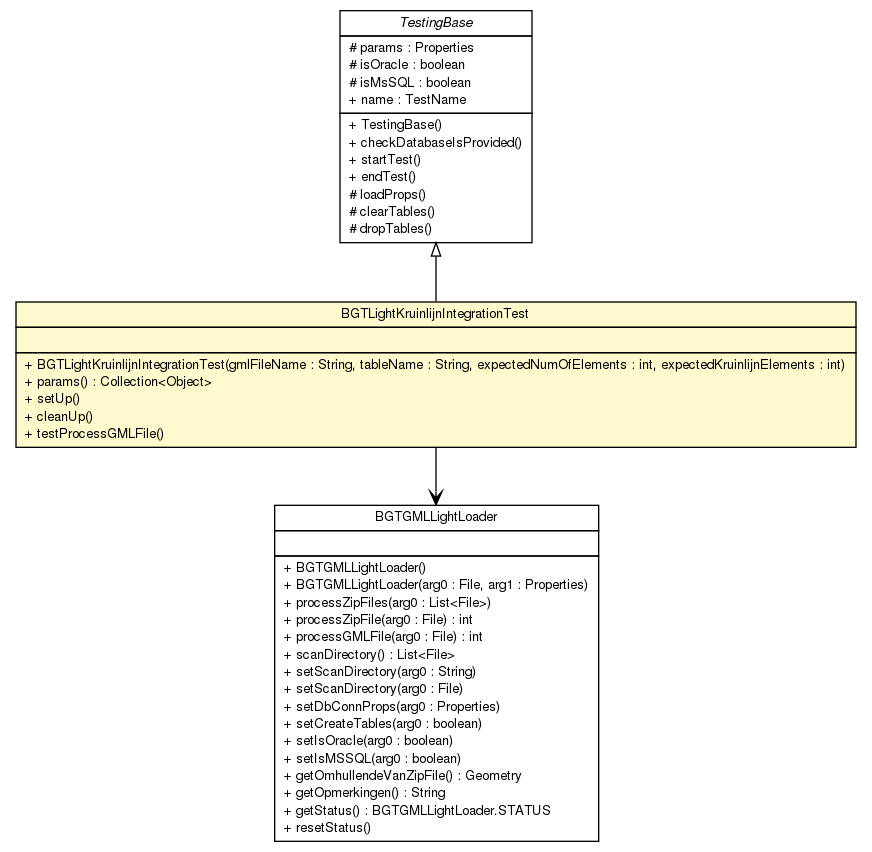 TestingBase
# params : Properties
# isOracle : boolean
# isMsSQL : boolean
+ name : TestName
+ TestingBase()
+ checkDatabaseIsProvided()
+ startTest()
+ endTest()
# loadProps()
# clearTables()
# dropTables()
BGTLightKruinlijnIntegrationTest
+ BGTLightKruinlijnIntegrationTest(gmlFileName : String, tableName : String, expectedNumOfElements : int, expectedKruinlijnElements : int)
+ params() : Collection<Object>
+ setUp()
+ cleanUp()
+ testProcessGMLFile()
BGTGMLLightLoader
+ BGTGMLLightLoader()
+ BGTGMLLightLoader(arg0 : File, arg1 : Properties)
+ processZipFiles(arg0 : List<File>)
+ processZipFile(arg0 : File) : int
+ processGMLFile(arg0 : File) : int
+ scanDirectory() : List<File>
+ setScanDirectory(arg0 : String)
+ setScanDirectory(arg0 : File)
+ setDbConnProps(arg0 : Properties)
+ setCreateTables(arg0 : boolean)
+ setIsOracle(arg0 : boolean)
+ setIsMSSQL(arg0 : boolean)
+ getOmhullendeVanZipFile() : Geometry
+ getOpmerkingen() : String
+ getStatus() : BGTGMLLightLoader.STATUS
+ resetStatus()